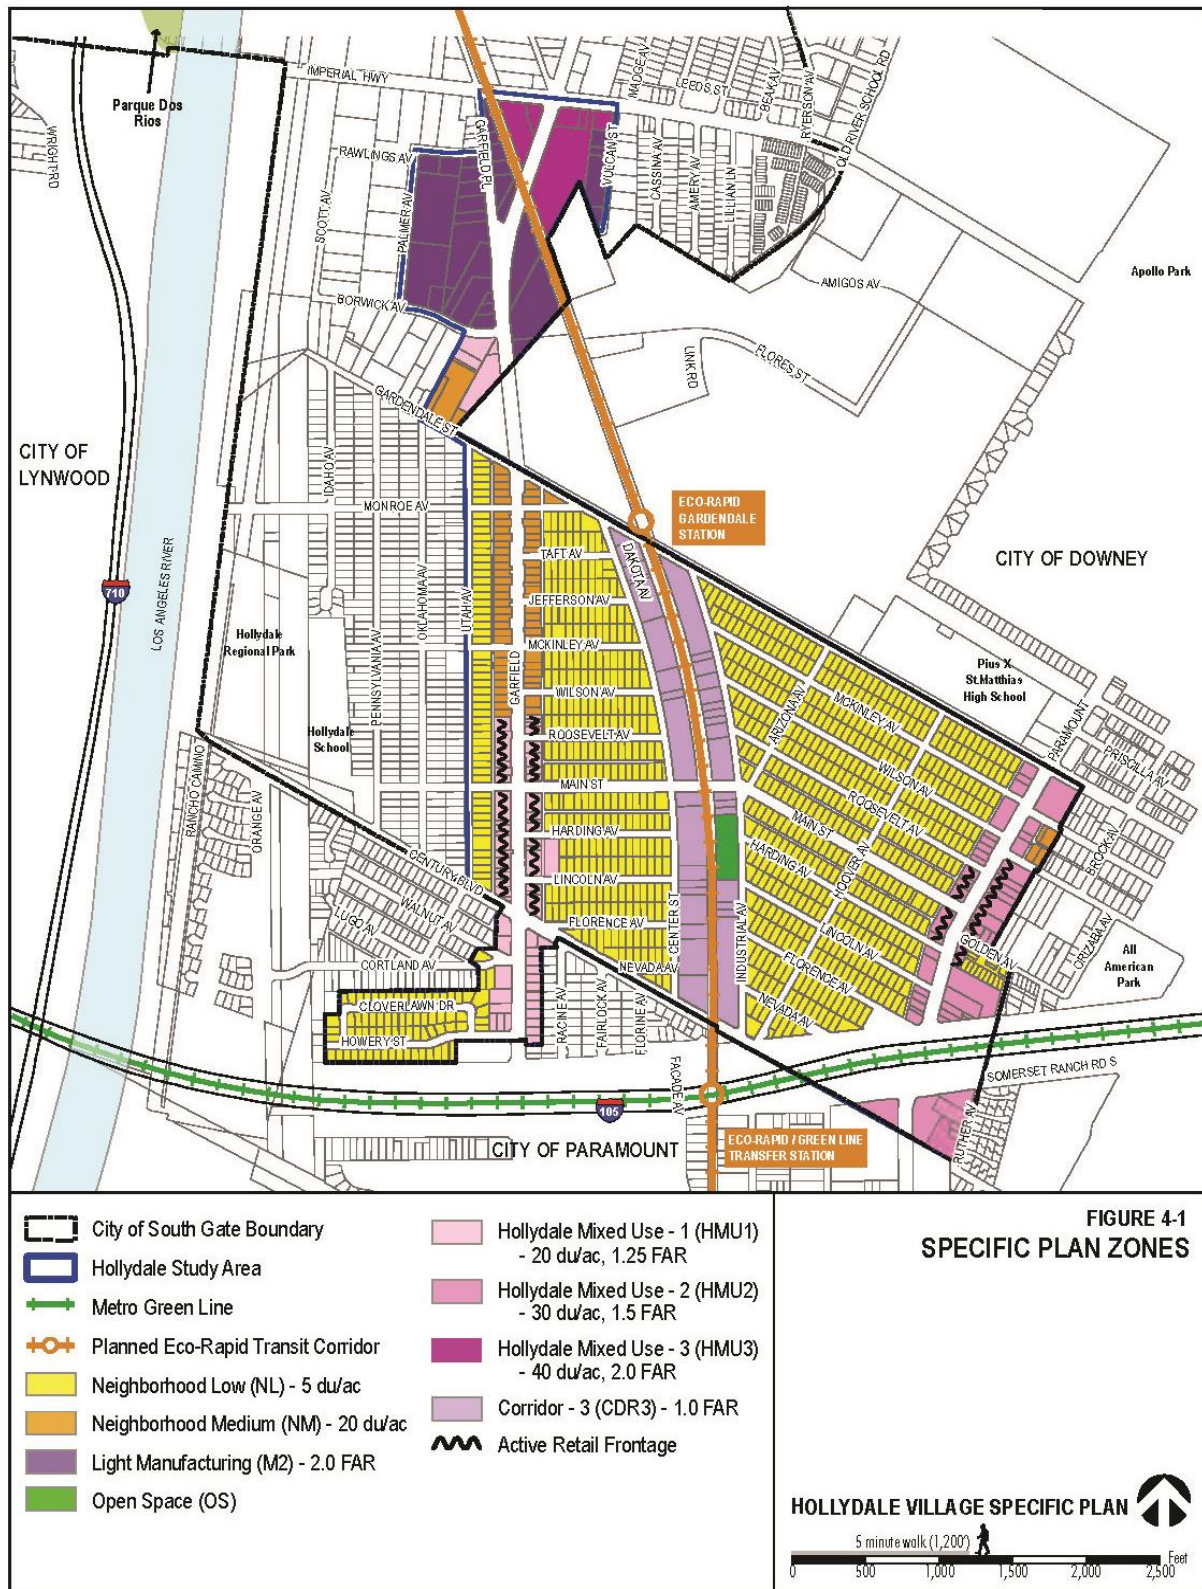 IMPERIAL HWY
MADGE AV
LEEDS ST
BEAK AV
RYERSON AV
OLD RIVER SCHOOL RD
Parque Dos
Rios
WRIGHT RD
RAWLINGS AV
GARFIELD PL
VULCAN ST
CASSINA AV
AMERY AV
LILLIAN LN
SCOTT AV
PALMER AV
Apollo Park
AMIGOS AV
BORWICK AV
LINK RD
FLORES ST
GARDENDALE ST
CITY OF
LYNWOOD
IDAHO AV
MONROE AV
ECO-RAPID
GARDENDALE
STATION
CITY OF DOWNEY
TAFT AV
DAKOTA AV
710
LOS ANGELES RIVER
OKLAHOMA AV
UTAH AV
JEFFERSON AV
Hollydale
Regional Park
MCKINLEY AV
PENNSYLVANIA AV
GARFIELD
WILSON AV
Pius X
St.Matthias
High School
ARIZONA AV
MCKINLEY AV
PARAMOUNT
PRISCILLA AV
Hollydale
School
ROOSEVELT AV
WILSON AV
RANCHO CAIMINO
ORANGE AV
MAIN ST
ROOSEVELT AV
MAIN ST
HARDING AV
HARDING AV
HOOVER AV
BROCK AV
CENTURY BLVD
LINCOLN AV
WALNUT AV
LUGO AV
FLORENCE AV
CENTER ST
INDUSTRIAL AV
LINCOLN AV
GOLDEN AV
ORIZABA AV
All
American
Park
CORTLAND AV
NEVADA AV
FLORENCE AV
CLOVERLAWN DR
NEVADA AV
HOWERY ST
RACINE AV
FAIRLOCK AV
FLORINE AV
FACADE AV
SOMERSET RANCH RD S
105
CITY OF PARAMOUNT
ECO-RAPID / GREEN LINE
TRANSFER STATION
RUTHER AV
City of South Gate Boundary
Hollydale Study Area
Metro Green Line
Planned Eco-Rapid Transit Corridor
Neighborhood Low (NL) - 5 du/ac
Neighborhood Medium (NM) - 20 du/ac
Light Manufacturing (M2) - 2.0 FAR
Open Space (OS)
Hollydale Mixed Use - 1 (HMU1)
- 20 du/ac, 1.25 FAR
Hollydale Mixed Use - 2 (HMU2)
- 30 du/ac, 1.5 FAR
Hollydale Mixed Use - 3 (HMU3)
- 40 du/ac, 2.0 FAR
Corridor - 3 (CDR3) - 1.0 FAR
Active Retail Frontage
FIGURE 4-1
SPECIFIC PLAN ZONES
HOLLYDALE VILLAGE SPECIFIC PLAN
5 minute walk (1,200')
Feet
0 500 1,000 1,500 2,000 2,500